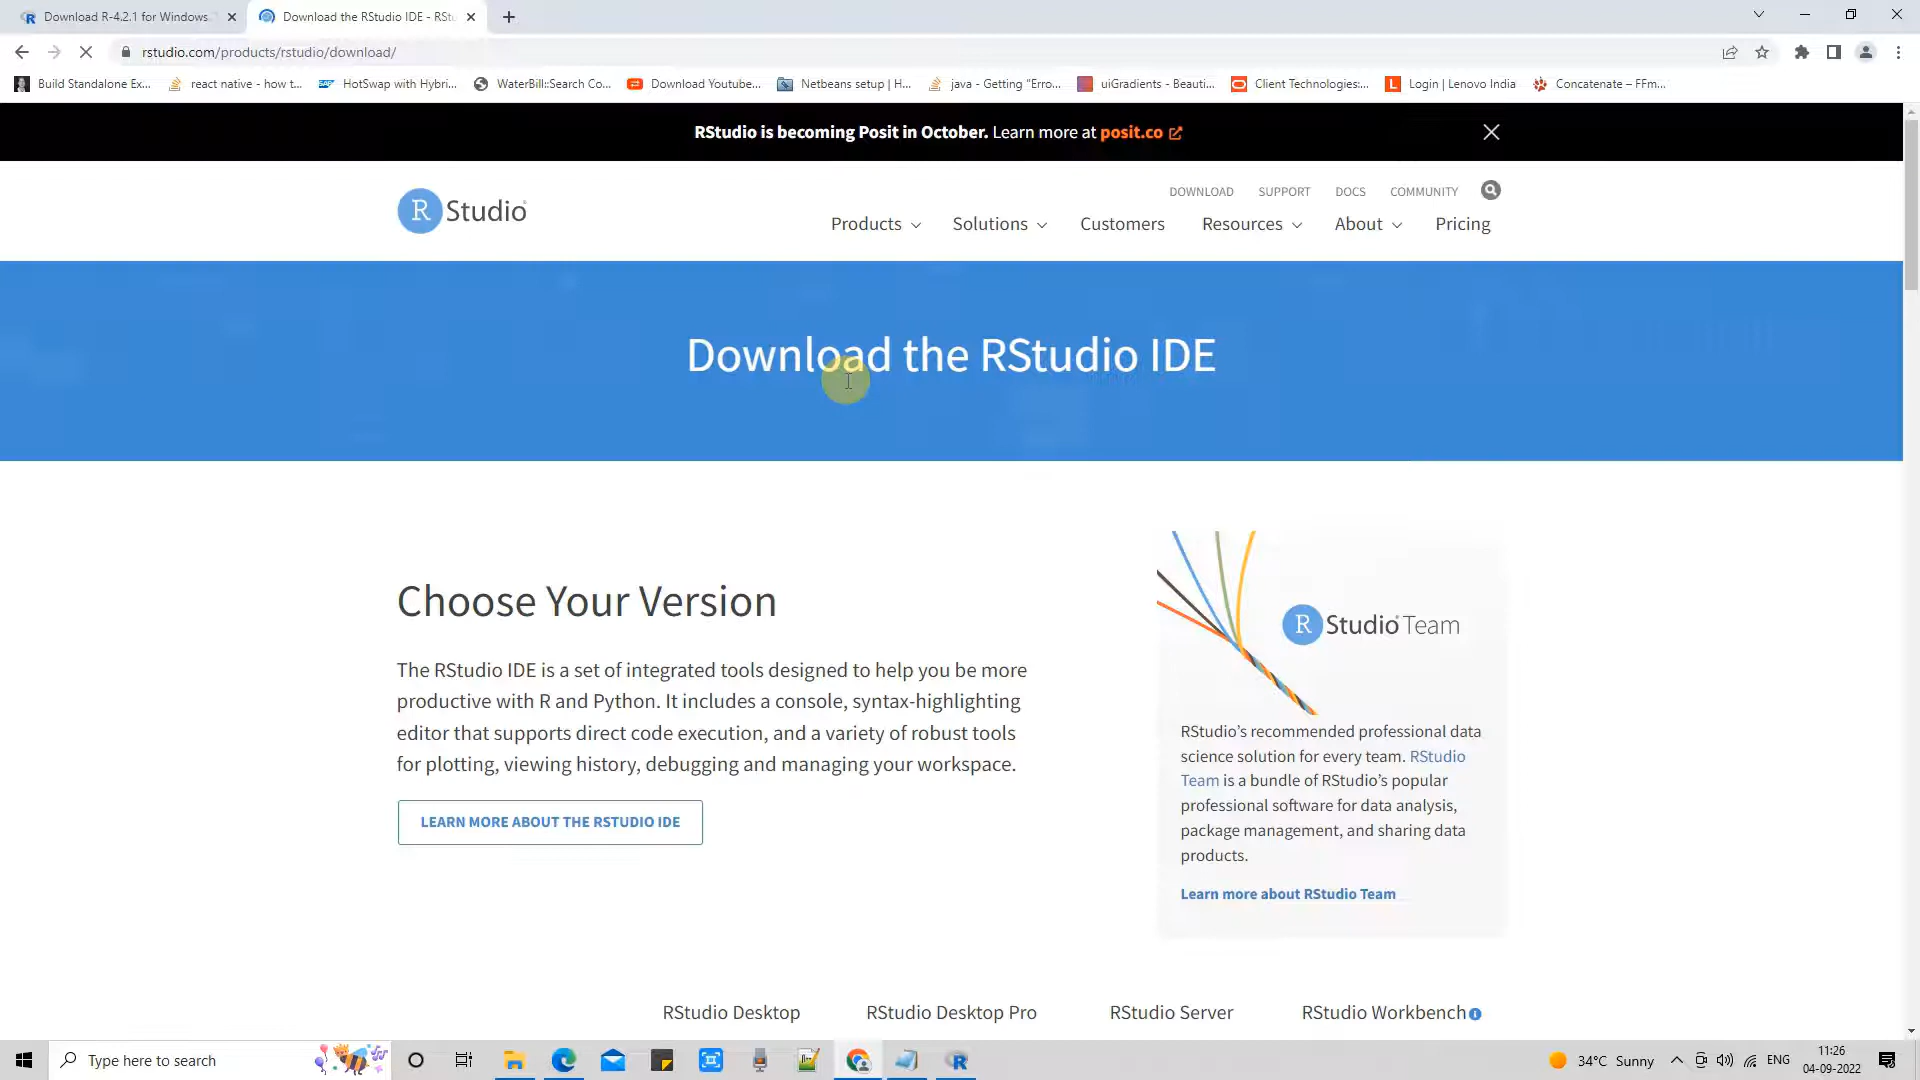 Download R-4.2.1 for Windows.
Download the RStudio IDE - RStu
rstudio.com/products/rstudio/download/
Build Standalone Ex...
react native - how t...
HotSwap with Hybri...
WaterBill::Search Co...
Download Youtube...
Netbeans setup | H...
java - Getting "Erro...
uiGradients - Beauti...
Client Technologies:...
Login | Lenovo India
Concatenate – FFm...
RStudio is becoming Posit in October. Learn more at posit.co
R Studio
DOWNLOAD SUPPORT DOCS COMMUNITY
Products Solutions Customers Resources About Pricing
Download the RStudio IDE
Choose Your Version
The RStudio IDE is a set of integrated tools designed to help you be more
productive with R and Python. It includes a console, syntax-highlighting
editor that supports direct code execution, and a variety of robust tools
for plotting, viewing history, debugging and managing your workspace.
LEARN MORE ABOUT THE RSTUDIO IDE
R Studio Team
RStudio's recommended professional data
science solution for every team. RStudio
Team is a bundle of RStudio's popular
professional software for data analysis,
package management, and sharing data
products.
Learn more about RStudio Team
RStudio Desktop RStudio Desktop Pro RStudio Server RStudio Workbench
Type here to search
34°C Sunny
ENG
11:26
04-09-2022